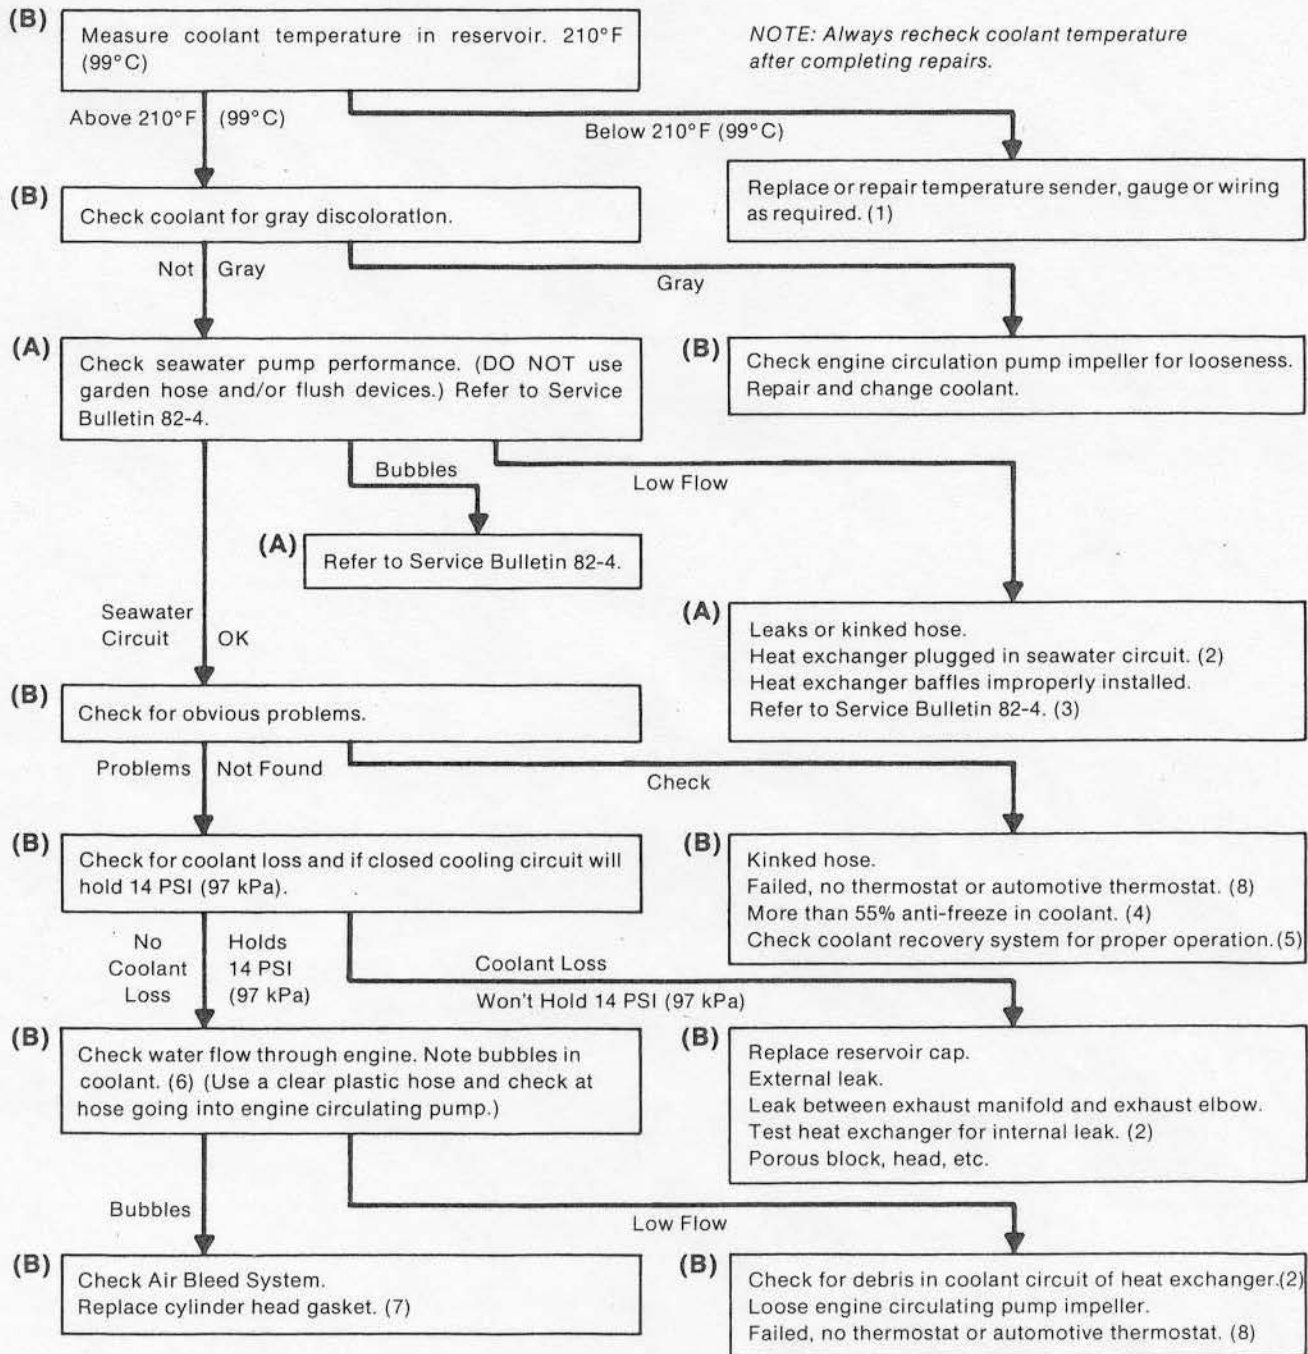 (B)
Measure coolant temperature in reservoir. 210°F
(99°C)
NOTE: Always recheck coolant temperature
after completing repairs.
Above 210°F (99°C)
Below 210°F (99°C)
Replace or repair temperature sender, gauge or wiring
as required. (1)
(B)
Check coolant for gray discoloration.
Not Gray
Gray
(A)
Check seawater pump performance. (DO NOT use
garden hose and/or flush devices.) Refer to Service
Bulletin 82-4.
(B)
Check engine circulation pump impeller for looseness.
Repair and change coolant.
Bubbles
Low Flow
(A)
Refer to Service Bulletin 82-4.
Seawater
Circuit OK
(A)
Leaks or kinked hose.
Heat exchanger plugged in seawater circuit. (2)
Heat exchanger baffles improperly installed.
Refer to Service Bulletin 82-4. (3)
(B)
Check for obvious problems.
Problems Not Found
Check
(B)
Check for coolant loss and if closed cooling circuit will
hold 14 PSI (97 kPa).
(B)
Kinked hose.
Failed, no thermostat or automotive thermostat. (8)
More than 55% anti-freeze in coolant. (4)
Check coolant recovery system for proper operation.(5)
No
Coolant
Loss
Holds
14 PSI
(97 kPa)
Coolant Loss
Won't Hold 14 PSI (97 kPa)
(B)
Check water flow through engine. Note bubbles in
coolant. (6) (Use a clear plastic hose and check at
hose going into engine circulating pump.)
(B)
Replace reservoir cap.
External leak.
Leak between exhaust manifold and exhaust elbow.
Test heat exchanger for internal leak. (2)
Porous block, head, etc.
Bubbles
Low Flow
(B)
Check Air Bleed System.
Replace cylinder head gasket. (7)
(B)
Check for debris in coolant circuit of heat exchanger.(2)
Loose engine circulating pump impeller.
Failed, no thermostat or automotive thermostat. (8)